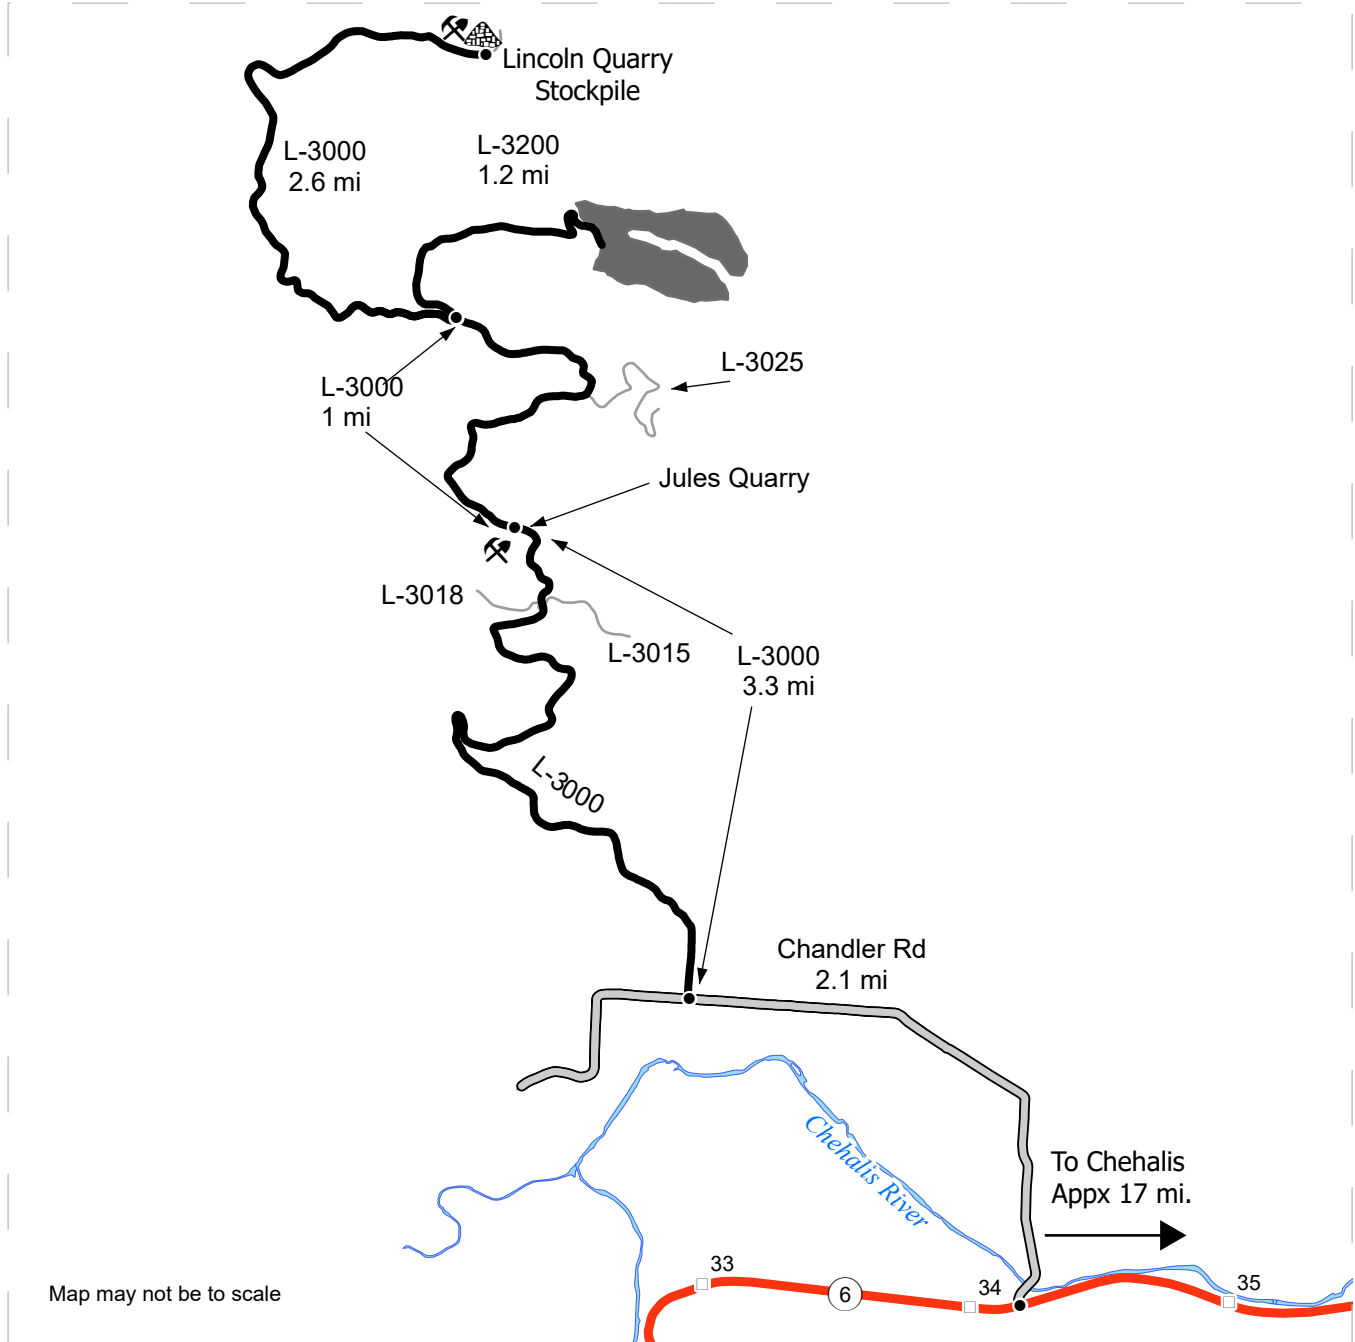 Lincoln Quarry
Stockpile
L-3000
2.6 mi
L-3200
1.2 mi
L-3025
L-3000
1 mi
Jules Quarry
L-3018
L-3015
L-3000
3.3 mi
L-3000
Chandler Rd
2.1 mi
Chehalis River
To Chehalis
Appx 17 mi.
33
34
35
6
Map may not be to scale